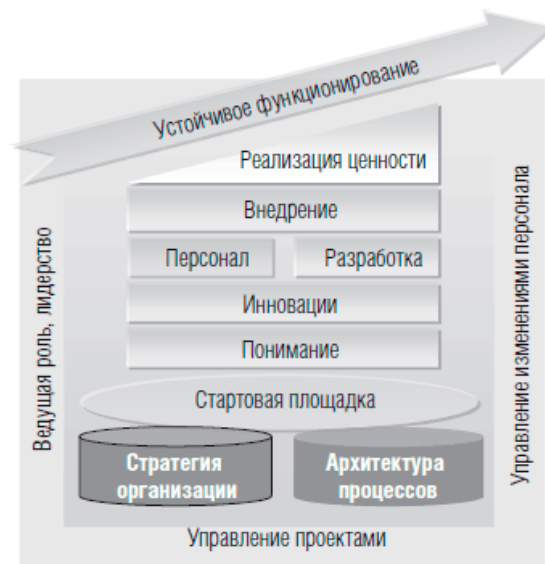 Устойчивое функционирование
Реализация ценности
Внедрение
Персонал
Разработка
Инновации
Понимание
Стартовая площадка
Стратегия
организации
Архитектура
процессов
Ведущая роль, лидерство
Управление изменениями персонала
Управление проектами